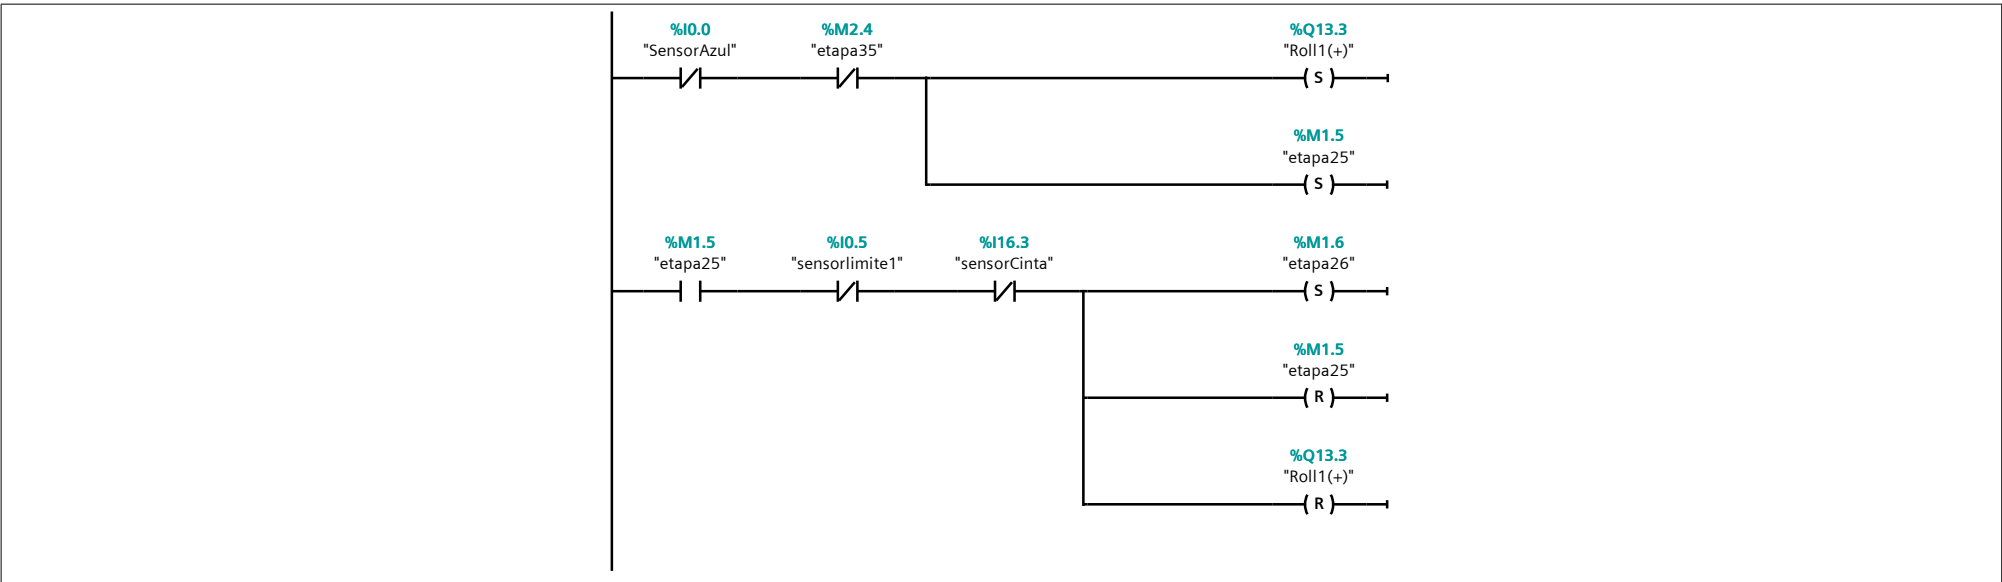 %I0.0 %M2.4 %Q13.3
"SensorAzul" "etapa35" "Roll1(+)"
S
%M1.5
"etapa25"
S
%M1.5 %I0.5 %I16.3 %M1.6
"etapa25" "sensorlimite1" "sensorCinta" "etapa26"
S
%M1.5
"etapa25"
R
%Q13.3
"Roll1(+)"
R